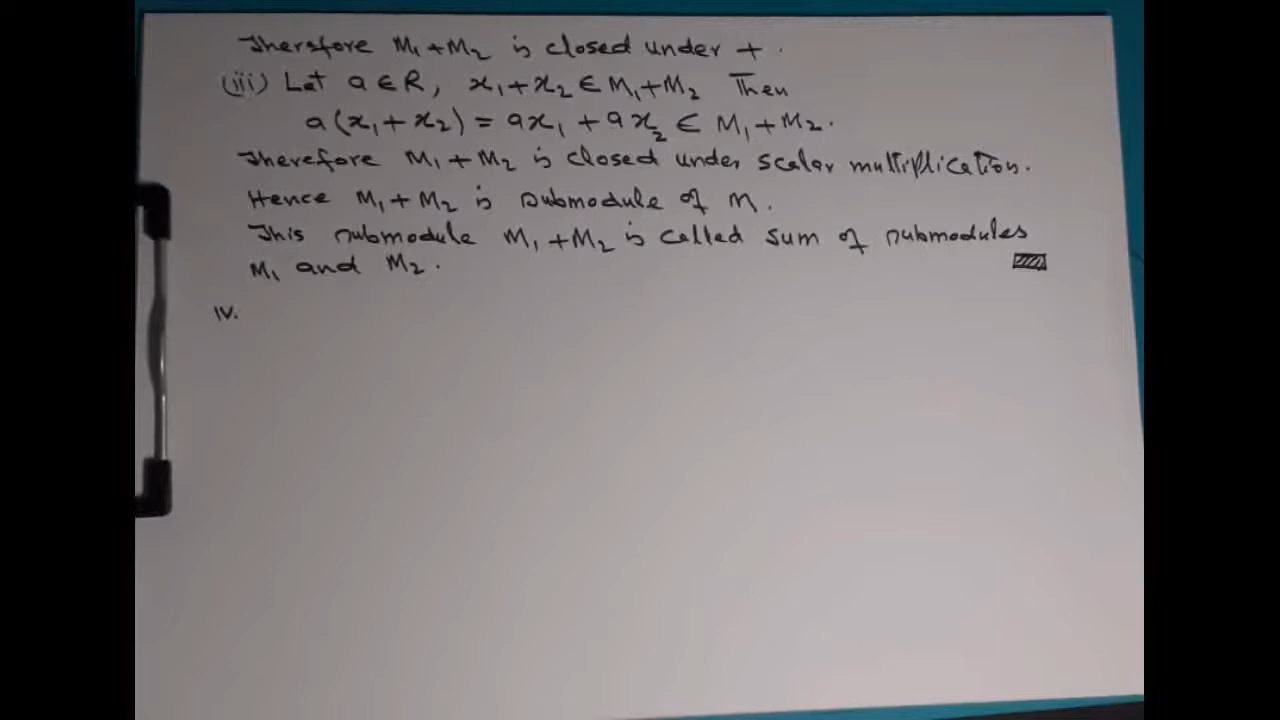 Therefore M₁+M₂ is closed under + .
(iii) Let a ∈ R, x₁+x₂ ∈ M₁+M₂ Then
a(x₁+x₂) = ax₁ + ax₂ ∈ M₁+M₂.
Therefore M₁+M₂ is closed under scalar multiplication.
Hence M₁+M₂ is submodule of M.
This submodule M₁+M₂ is called sum of submodules
M₁ and M₂.
IV.